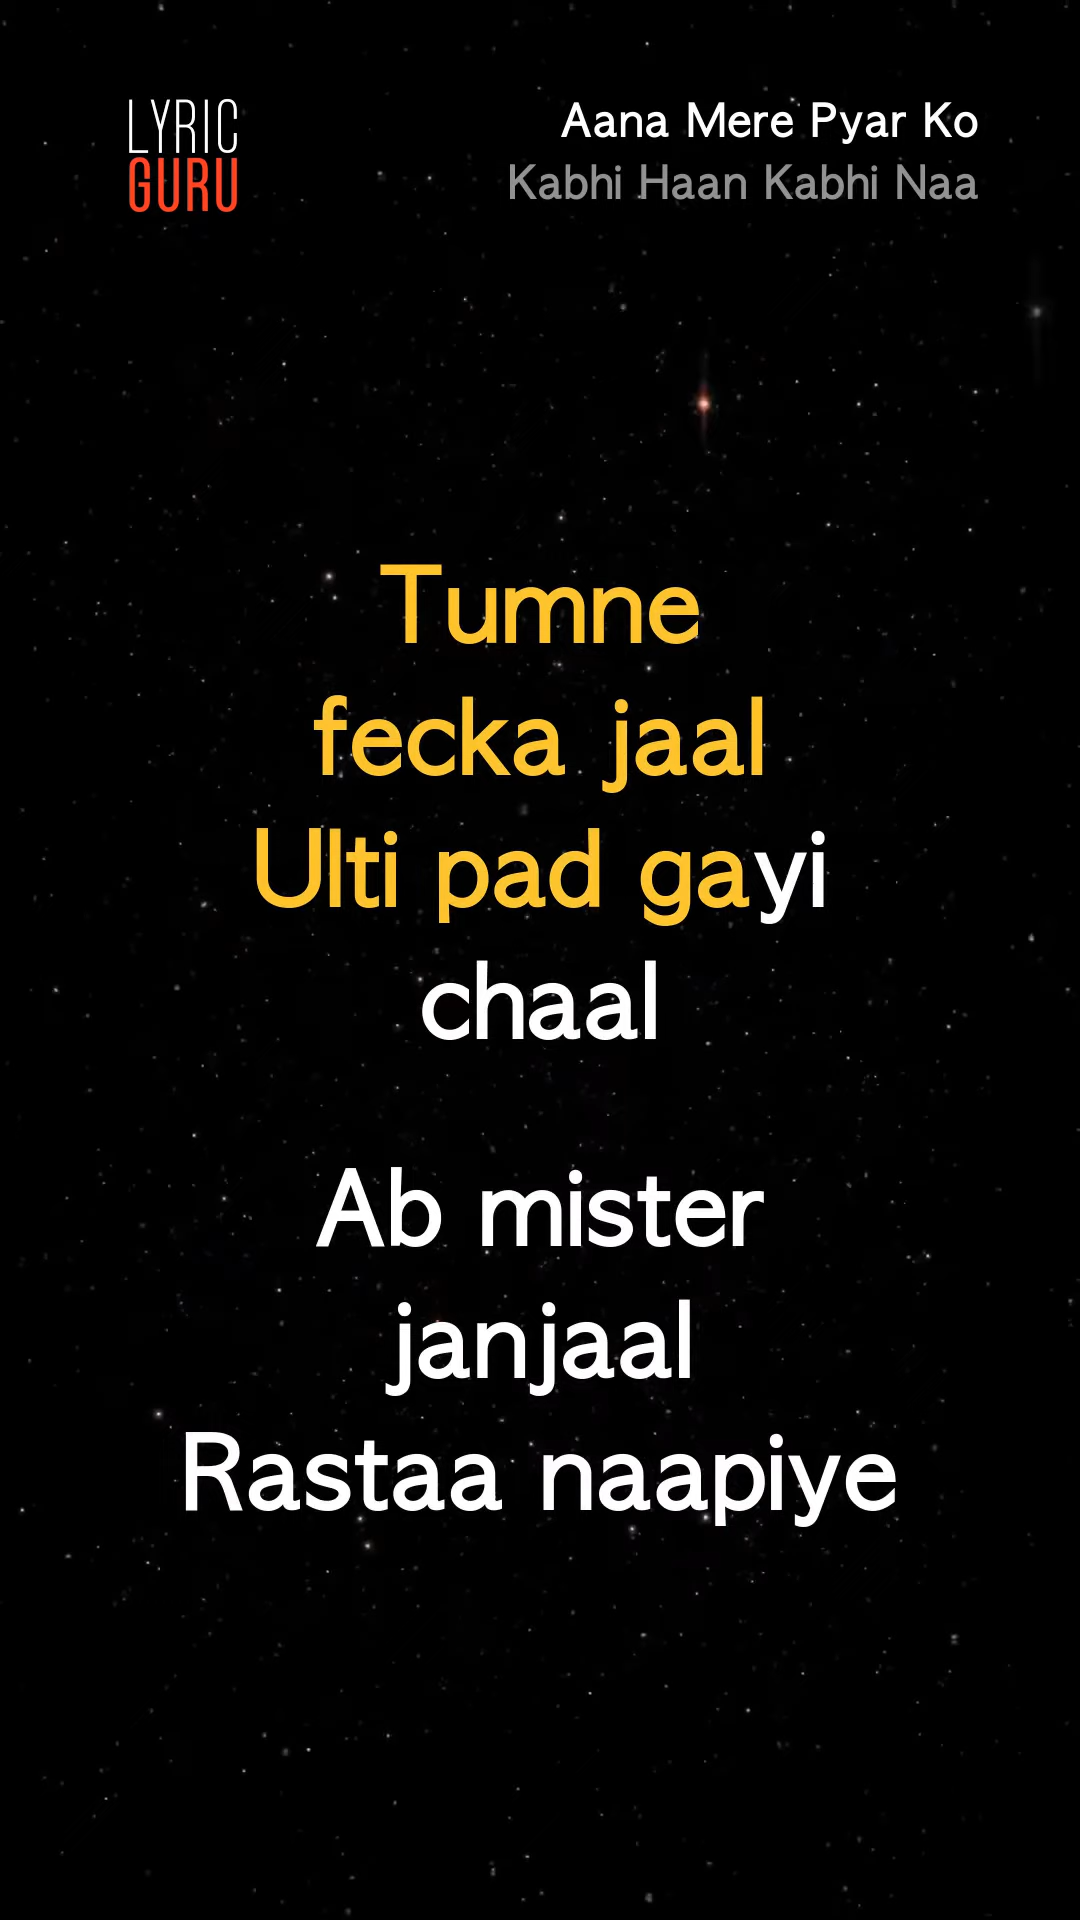 LYRIC
GURU
Aana Mere Pyar Ko
Kabhi Haan Kabhi Naa
Tumne
fecka jaal
Ulti pad gayi
chaal
Ab mister
janjaal
Rastaa naapiye